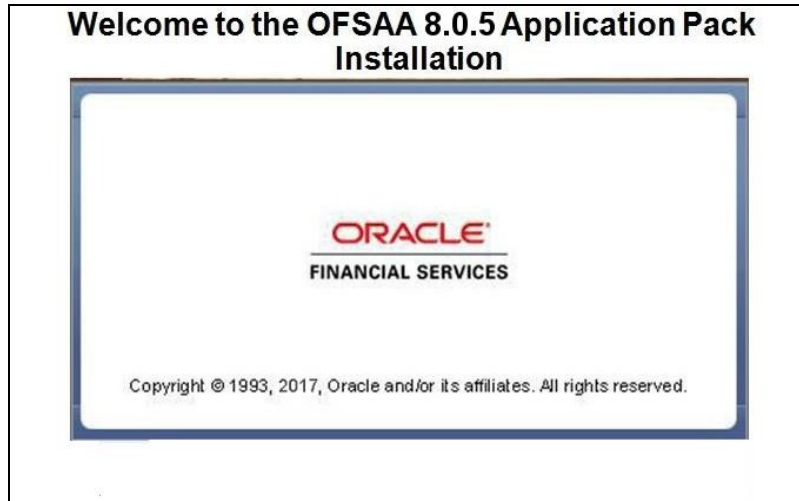 Welcome to the OFSAA 8.0.5 Application Pack
Installation
ORACLE
FINANCIAL SERVICES
Copyright © 1993, 2017, Oracle and/or its affiliates. All rights reserved.